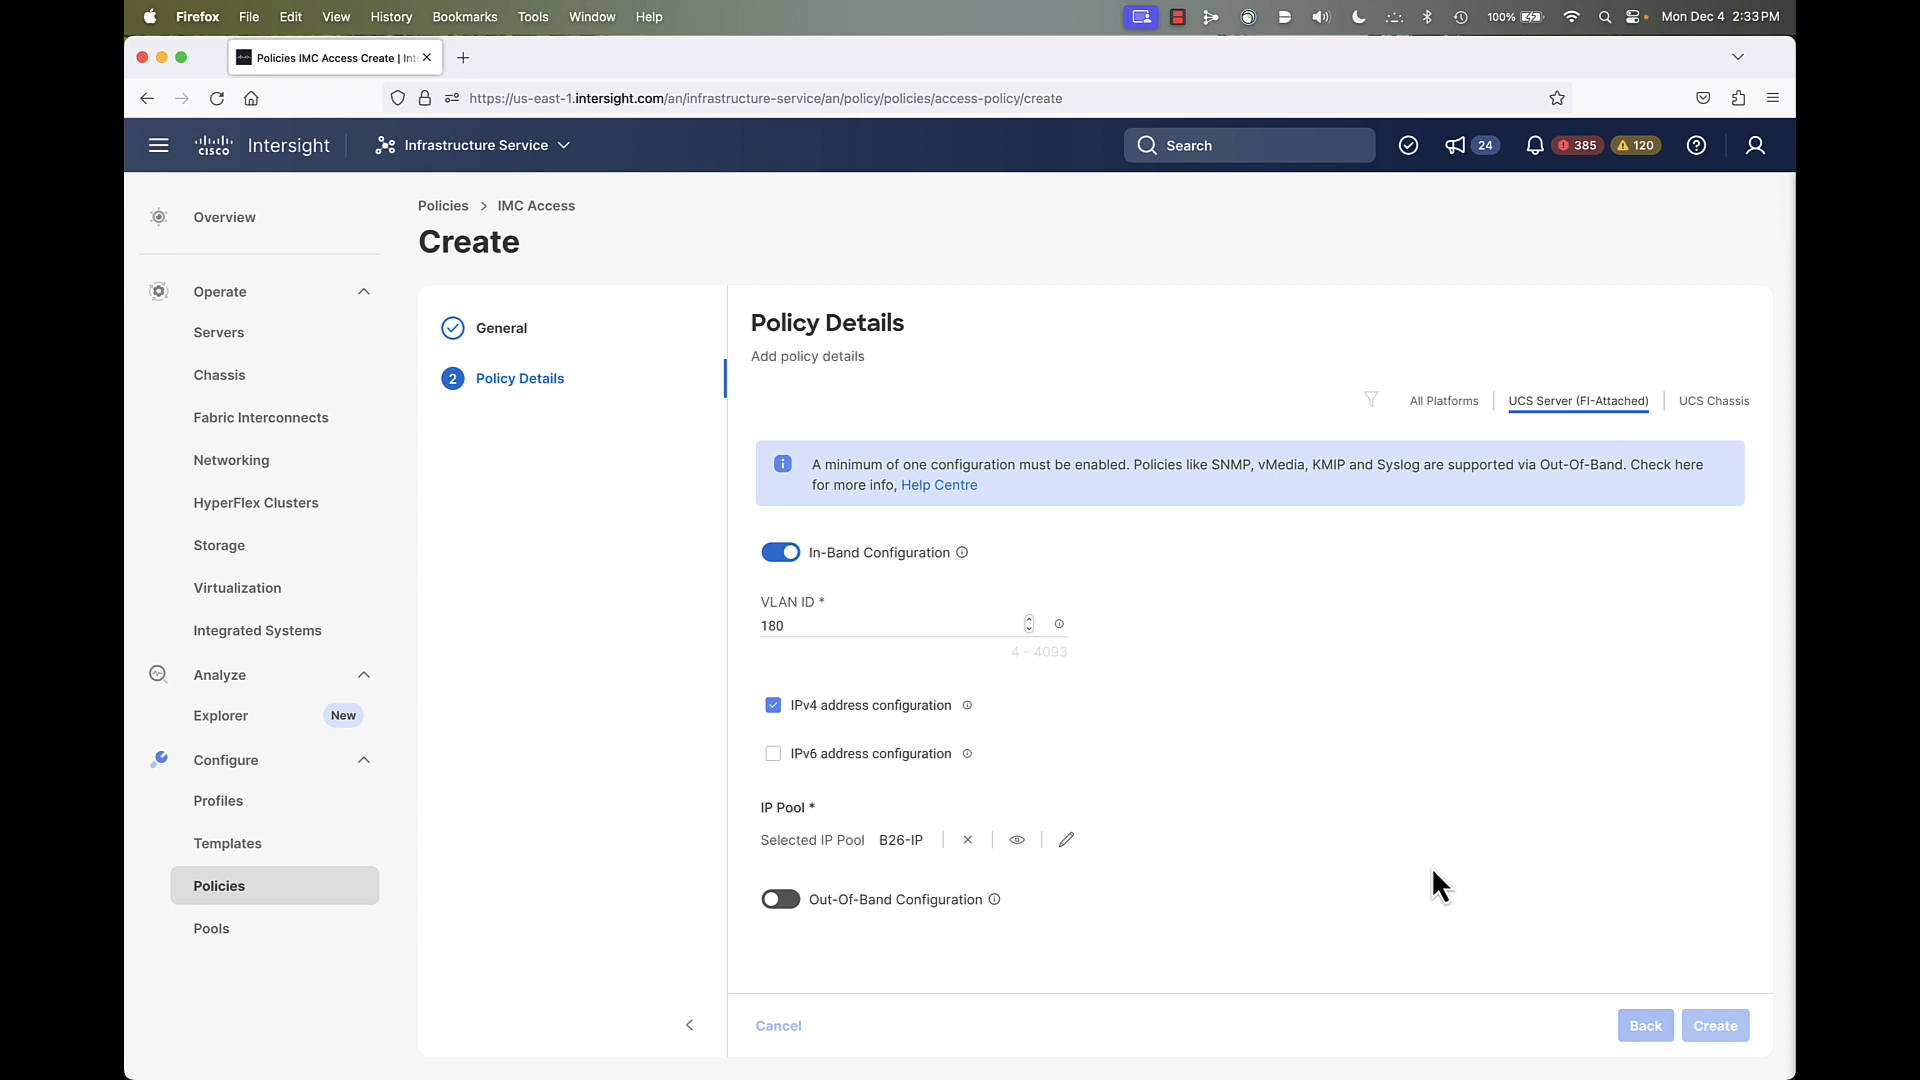 Firefox File Edit View History Bookmarks Tools Window Help 100% Mon Dec 4 2:33 PM
Policies IMC Access Create | Int
https://us-east-1.intersight.com/an/infrastructure-service/an/policy/policies/access-policy/create
CISCO Intersight Infrastructure Service Search 24 385 120
Overview
Operate
Servers
Chassis
Fabric Interconnects
Networking
HyperFlex Clusters
Storage
Virtualization
Integrated Systems
Analyze
Explorer New
Configure
Profiles
Templates
Policies
Pools
Policies > IMC Access
Create
General
2 Policy Details
Policy Details
Add policy details
All Platforms UCS Server (FI-Attached) UCS Chassis
A minimum of one configuration must be enabled. Policies like SNMP, vMedia, KMIP and Syslog are supported via Out-Of-Band. Check here
for more info, Help Centre
In-Band Configuration
VLAN ID *
180
4 - 4093
IPv4 address configuration
IPv6 address configuration
IP Pool *
Selected IP Pool B26-IP
Out-Of-Band Configuration
Cancel Back Create